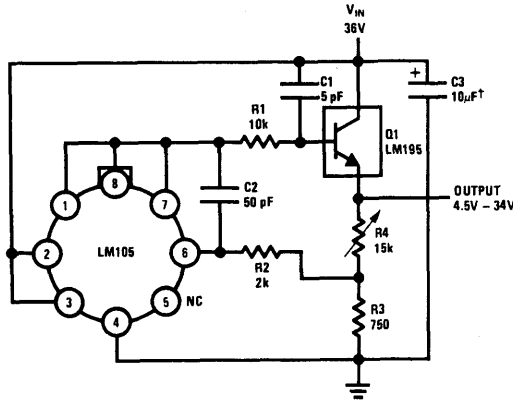 VIN
36V
C1
5 pF
+
C3
10μF†
R1
10k
Q1
LM195
C2
50 pF
OUTPUT
4.5V – 34V
R4
15k
8
1
7
2
LM105
6
R2
2k
3
5
NC
4
R3
750